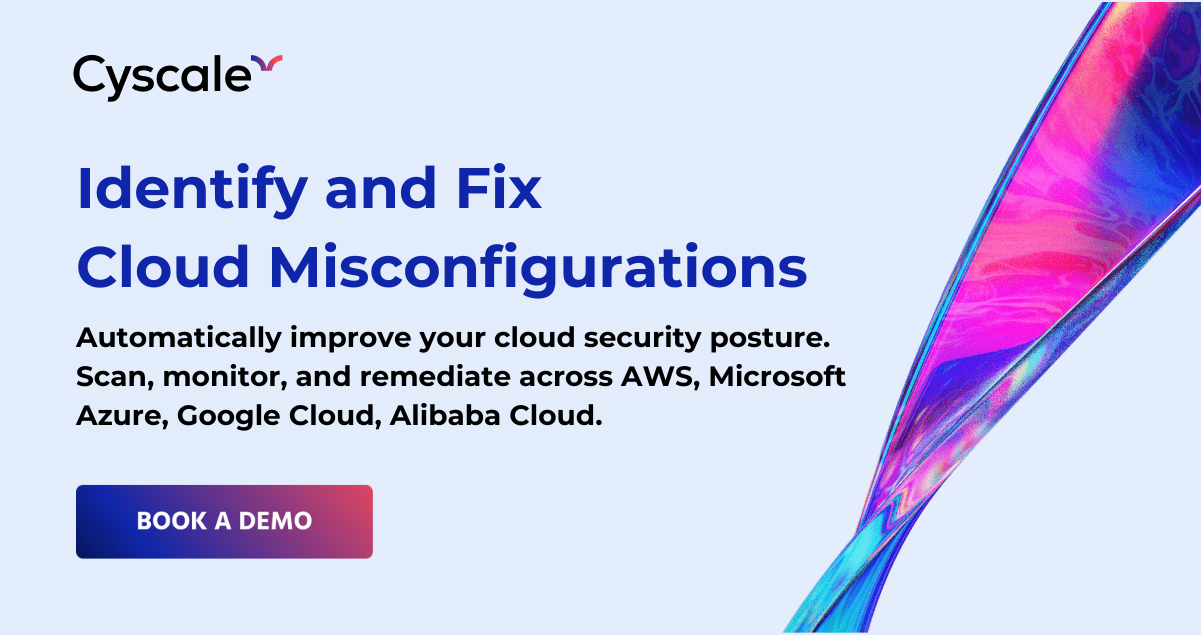 Cyscale
Identify and Fix
Cloud Misconfigurations
Automatically improve your cloud security posture.
Scan, monitor, and remediate across AWS, Microsoft
Azure, Google Cloud, Alibaba Cloud.
BOOK A DEMO